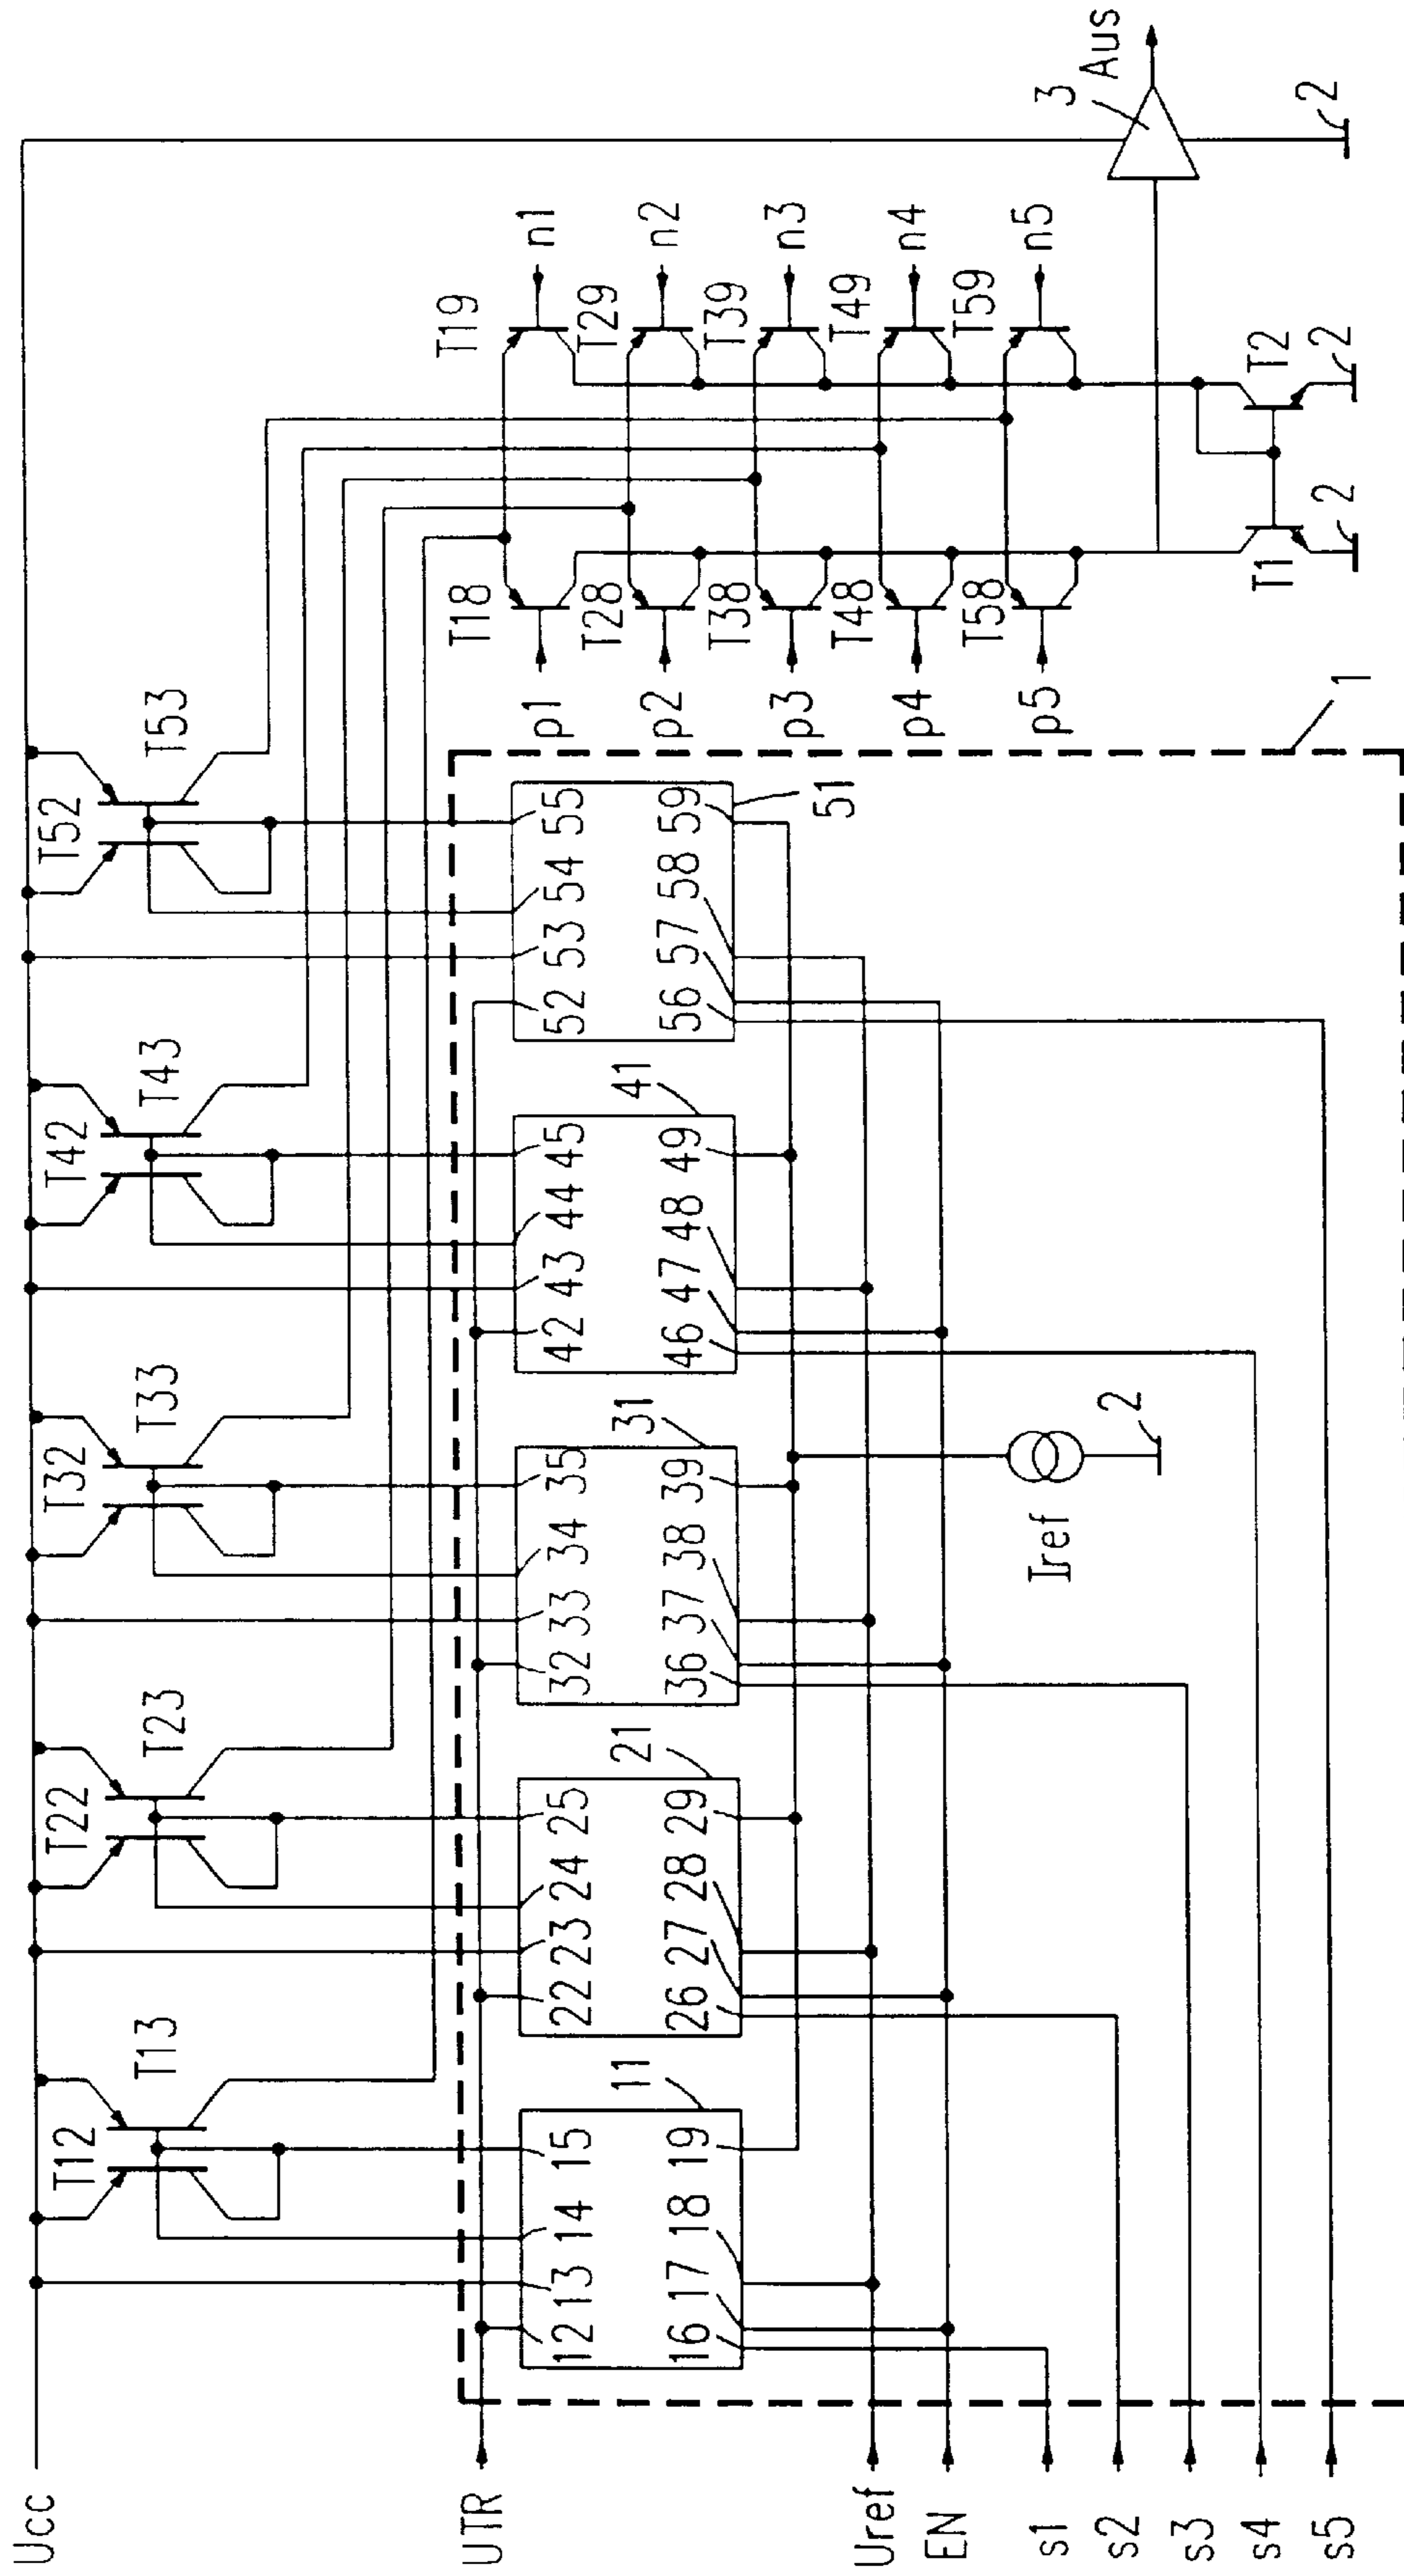 Ucc
T12
T13
T22
T23
T32
T33
T42
T43
T52
T53
UTR
12 13 14 15
16 17 18 19
11
22 23 24 25
26 27 28 29
21
32 33 34 35
36 37 38 39
31
42 43 44 45
46 47 48 49
41
52 53 54 55
56 57 58 59
51
Uref
EN
s1
s2
s3
s4
s5
Iref
2
1
p1
T18
T19
n1
p2
T28
T29
n2
p3
T38
T39
n3
p4
T48
T49
n4
p5
T58
T59
n5
T1
2
T2
2
3
Aus
2